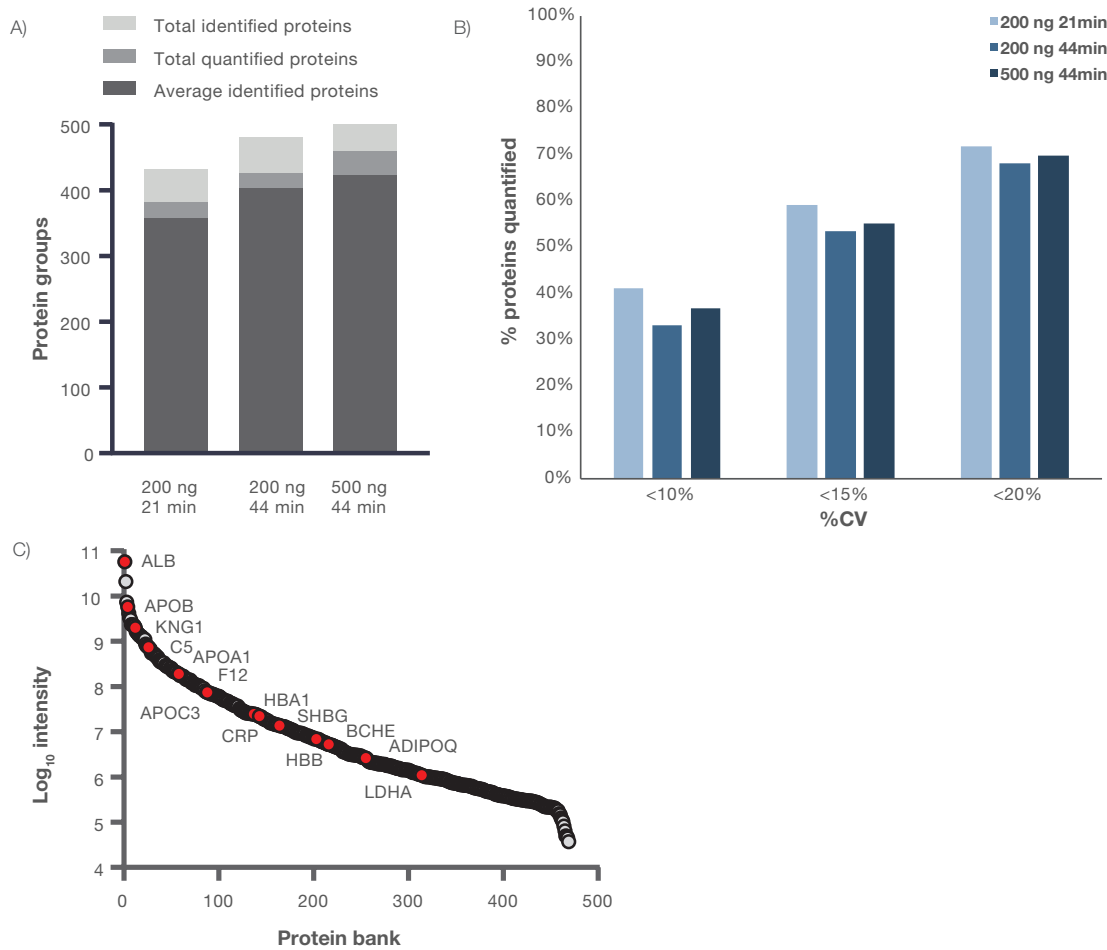 A)
Total identified proteins
Total quantified proteins
Average identified proteins
Protein groups
500
400
300
200
100
0
200 ng
21 min
200 ng
44 min
500 ng
44 min
B)
200 ng 21min
200 ng 44min
500 ng 44min
% proteins quantified
100%
90%
80%
70%
60%
50%
40%
30%
20%
10%
0%
<10%
<15%
<20%
%CV
C)
Log10 intensity
11
10
9
8
7
6
5
4
ALB
APOB
KNG1
C5
APOA1
F12
APOC3
HBA1
CRP
SHBG
HBB
BCHE
ADIPOQ
LDHA
0
100
200
300
400
500
Protein bank